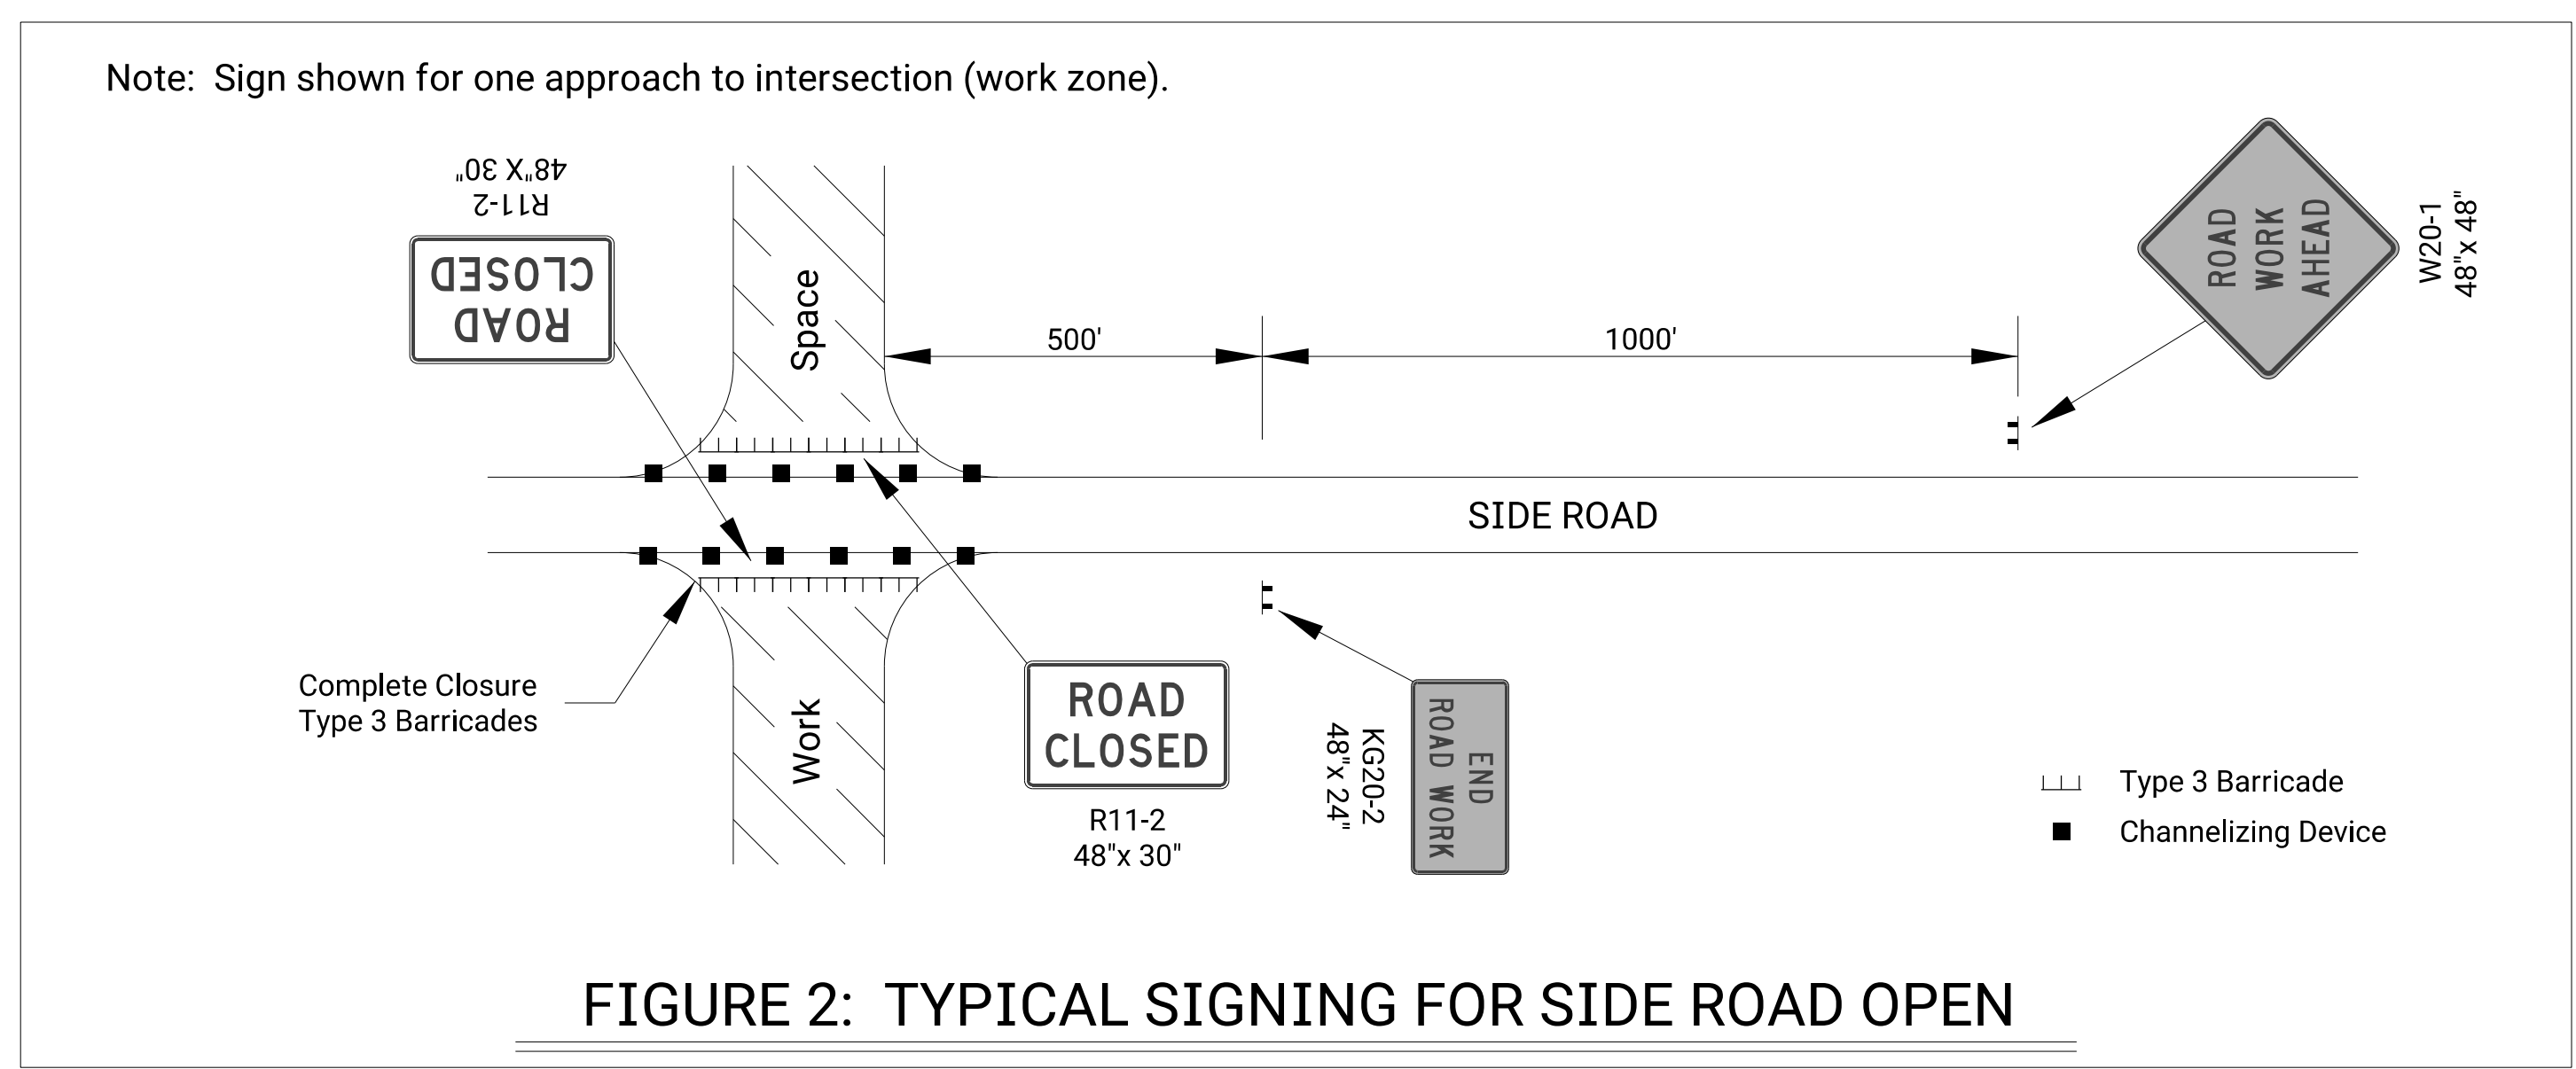 Note: Sign shown for one approach to intersection (work zone).
R11-2
48"X 30"
ROAD
CLOSED
Space
500'
1000'
ROAD
WORK
AHEAD
W20-1
48"x 48"
SIDE ROAD
Complete Closure
Type 3 Barricades
Work
ROAD
CLOSED
R11-2
48"x 30"
KG20-2
48"x 24"
END
ROAD WORK
Type 3 Barricade
Channelizing Device
FIGURE 2: TYPICAL SIGNING FOR SIDE ROAD OPEN